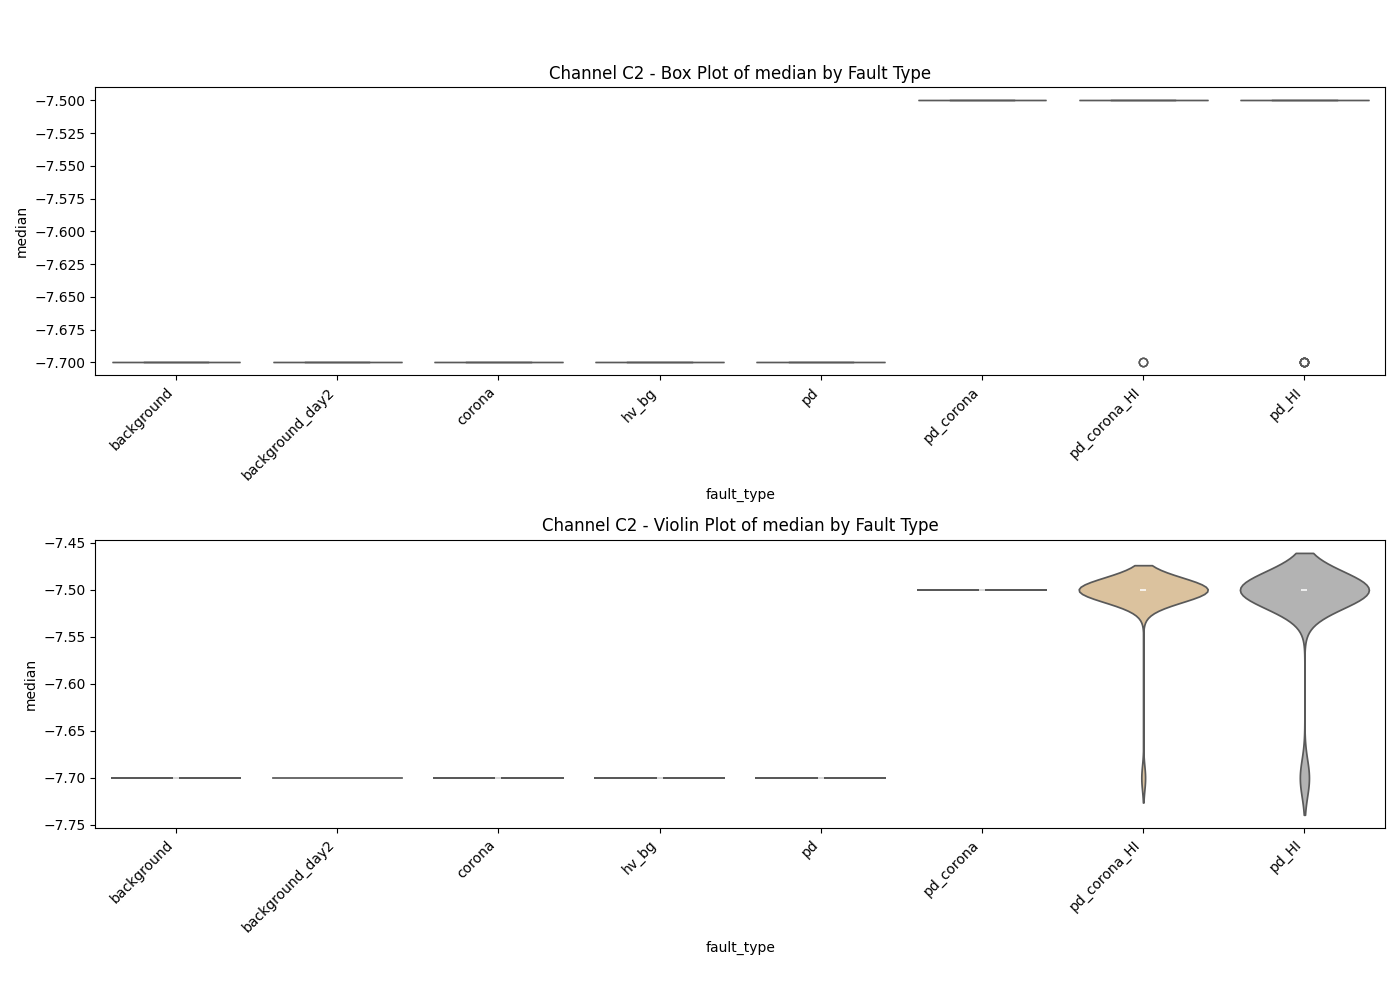 Channel C2 - Box Plot of median by Fault Type
−7.500
−7.525
−7.550
−7.575
−7.600
−7.625
−7.650
−7.675
−7.700
median
background
background_day2
corona
hv_bg
pd
pd_corona
pd_corona_HI
pd_HI
fault_type
Channel C2 - Violin Plot of median by Fault Type
−7.45
−7.50
−7.55
−7.60
−7.65
−7.70
−7.75
median
background
background_day2
corona
hv_bg
pd
pd_corona
pd_corona_HI
pd_HI
fault_type